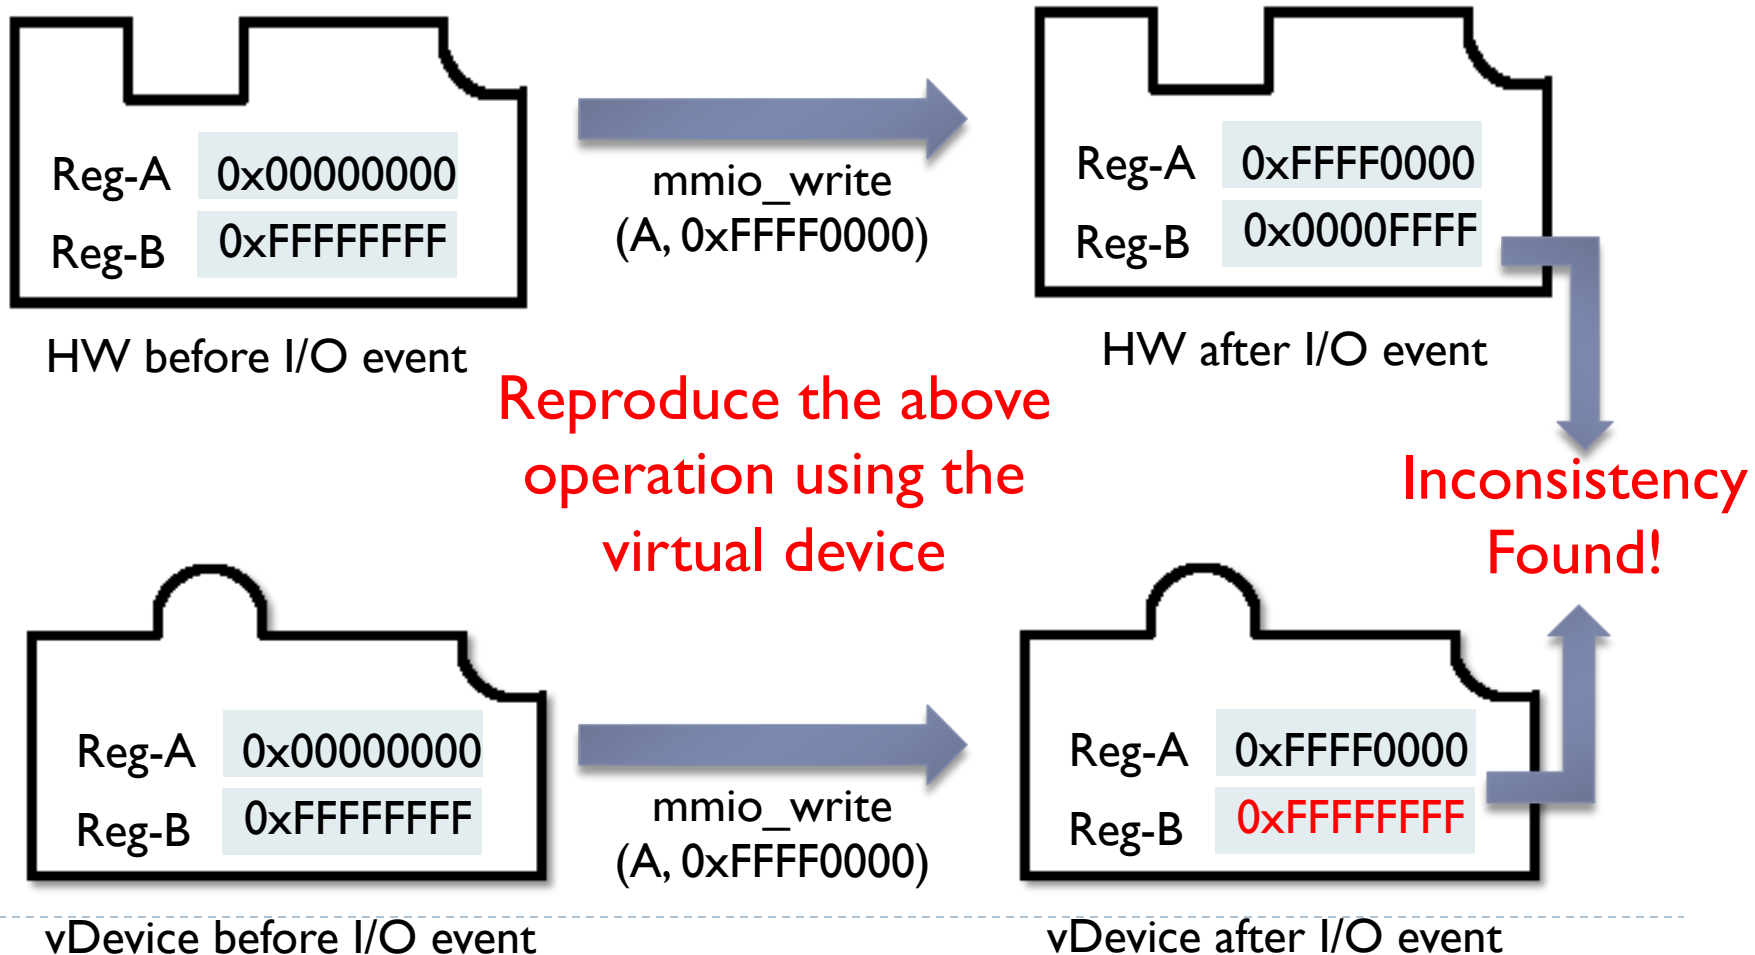 Reg-A 0x00000000
Reg-B 0xFFFFFFFF
HW before I/O event
mmio_write
(A, 0xFFFF0000)
Reg-A 0xFFFF0000
Reg-B 0x0000FFFF
HW after I/O event
Reproduce the above
operation using the
virtual device
Inconsistency
Found!
Reg-A 0x00000000
Reg-B 0xFFFFFFFF
vDevice before I/O event
mmio_write
(A, 0xFFFF0000)
Reg-A 0xFFFF0000
Reg-B 0xFFFFFFFF
vDevice after I/O event